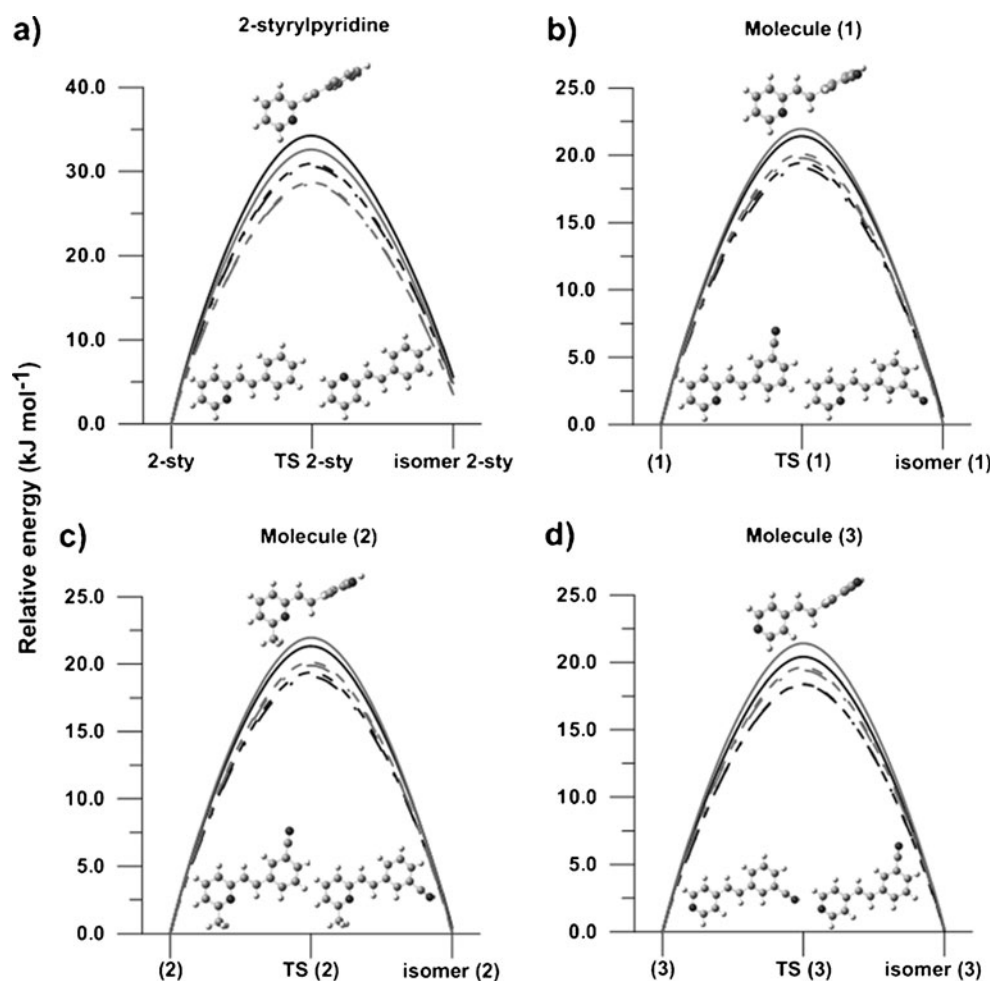 a)
2-styrylpyridine
40.0
30.0
20.0
10.0
0.0
2-sty
TS 2-sty
isomer 2-sty
b)
Molecule (1)
25.0
20.0
15.0
10.0
5.0
0.0
(1)
TS (1)
isomer (1)
Relative energy (kJ mol-1)
c)
Molecule (2)
25.0
20.0
15.0
10.0
5.0
0.0
(2)
TS (2)
isomer (2)
d)
Molecule (3)
25.0
20.0
15.0
10.0
5.0
0.0
(3)
TS (3)
isomer (3)